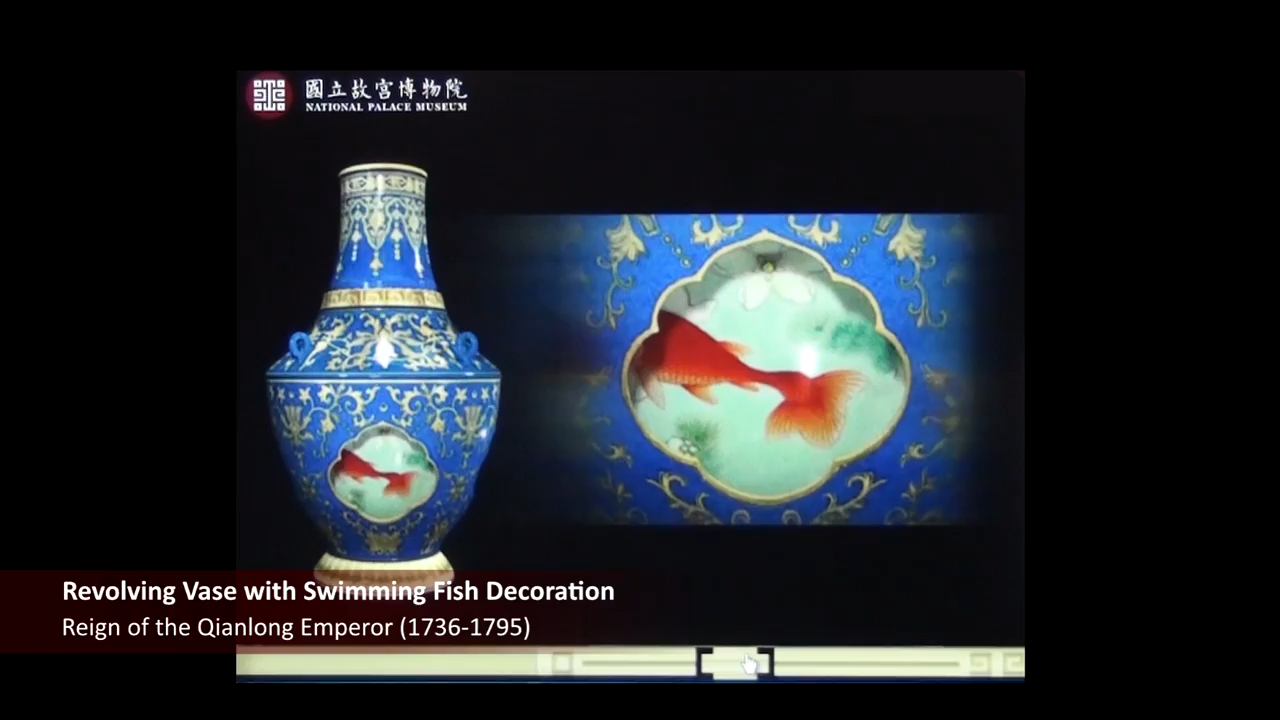 國立故宮博物院
NATIONAL PALACE MUSEUM
Revolving Vase with Swimming Fish Decoration
Reign of the Qianlong Emperor (1736-1795)